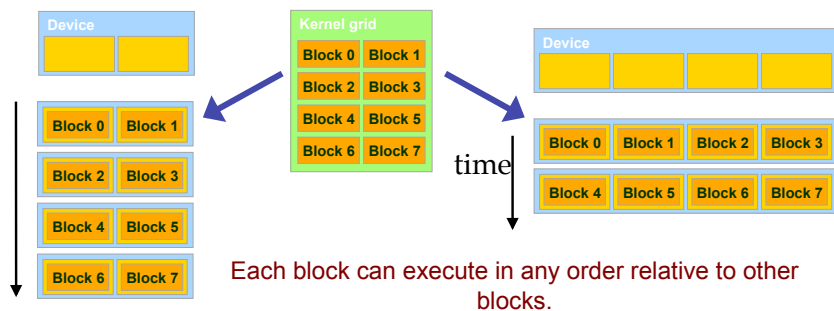 Device
Block 0 Block 1
Block 2 Block 3
Block 4 Block 5
Block 6 Block 7
Kernel grid
Block 0 Block 1
Block 2 Block 3
Block 4 Block 5
Block 6 Block 7
Device
time
Block 0 Block 1 Block 2 Block 3
Block 4 Block 5 Block 6 Block 7
Each block can execute in any order relative to other
blocks.